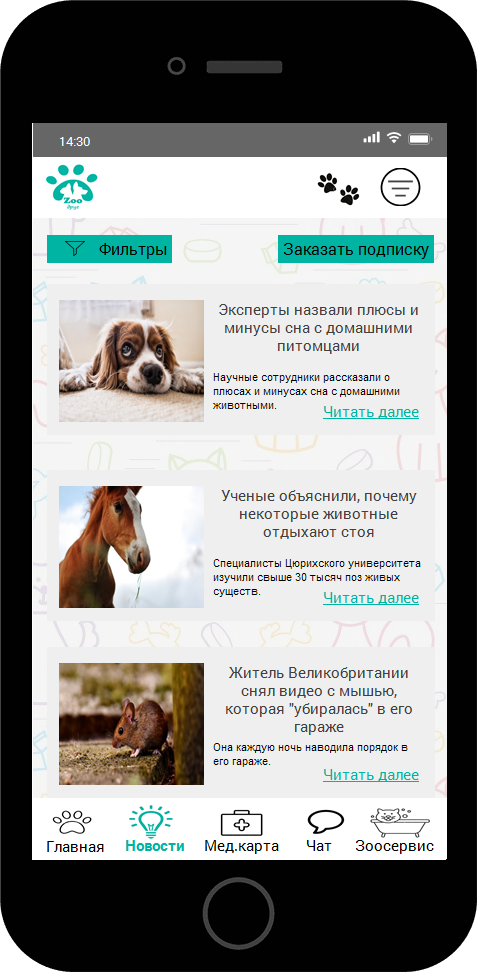 14:30
Zoo
друг
Фильтры
Заказать подписку
Эксперты назвали плюсы и
минусы сна с домашними
питомцами
Научные сотрудники рассказали о
плюсах и минусах сна с домашними
животными.
Читать далее
Ученые объяснили, почему
некоторые животные
отдыхают стоя
Специалисты Цюрихского университета
изучили свыше 30 тысяч поз живых
существ.
Читать далее
Житель Великобритании
снял видео с мышью,
которая "убиралась" в его
гараже
Она каждую ночь наводила порядок в
его гараже.
Читать далее
Главная
Новости
Мед.карта
Чат
Зоосервис